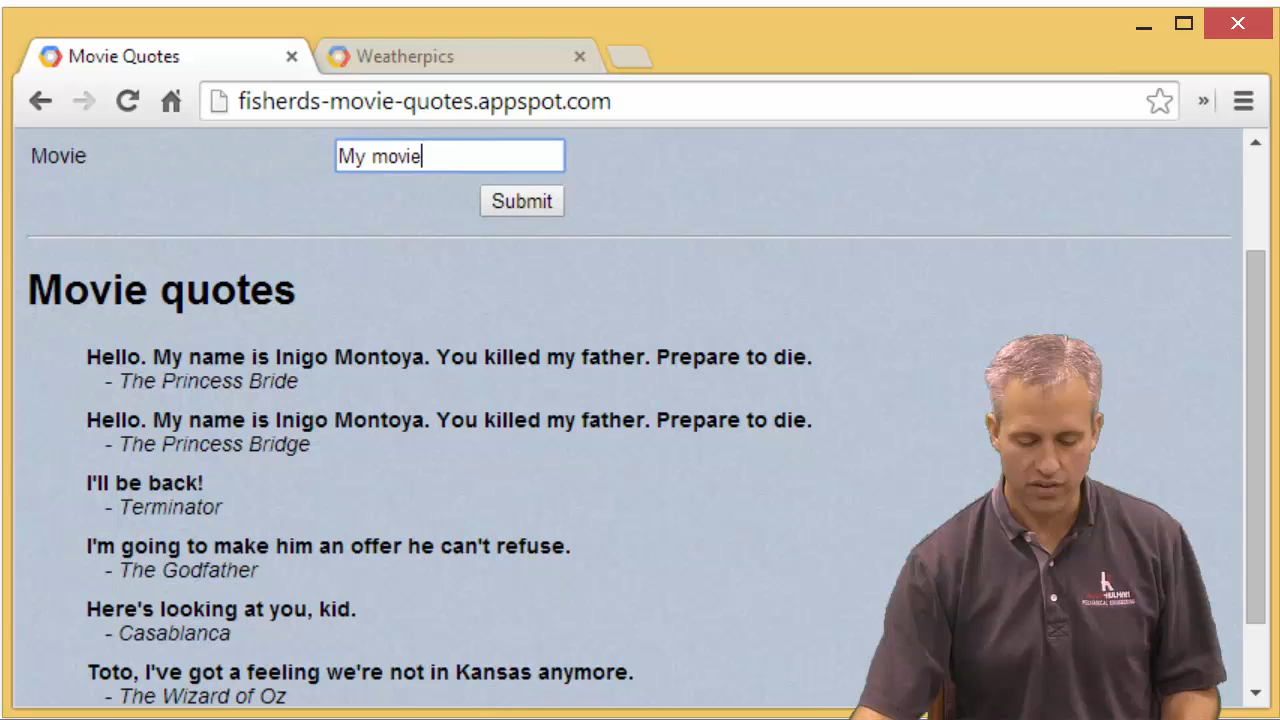 Movie Quotes
Weatherpics
fisherds-movie-quotes.appspot.com
Movie
My movie
Submit
Movie quotes
Hello. My name is Inigo Montoya. You killed my father. Prepare to die.
- The Princess Bride
Hello. My name is Inigo Montoya. You killed my father. Prepare to die.
- The Princess Bridge
I'll be back!
- Terminator
I'm going to make him an offer he can't refuse.
- The Godfather
Here's looking at you, kid.
- Casablanca
Toto, I've got a feeling we're not in Kansas anymore.
- The Wizard of Oz
MECHANICAL ENGINEERING